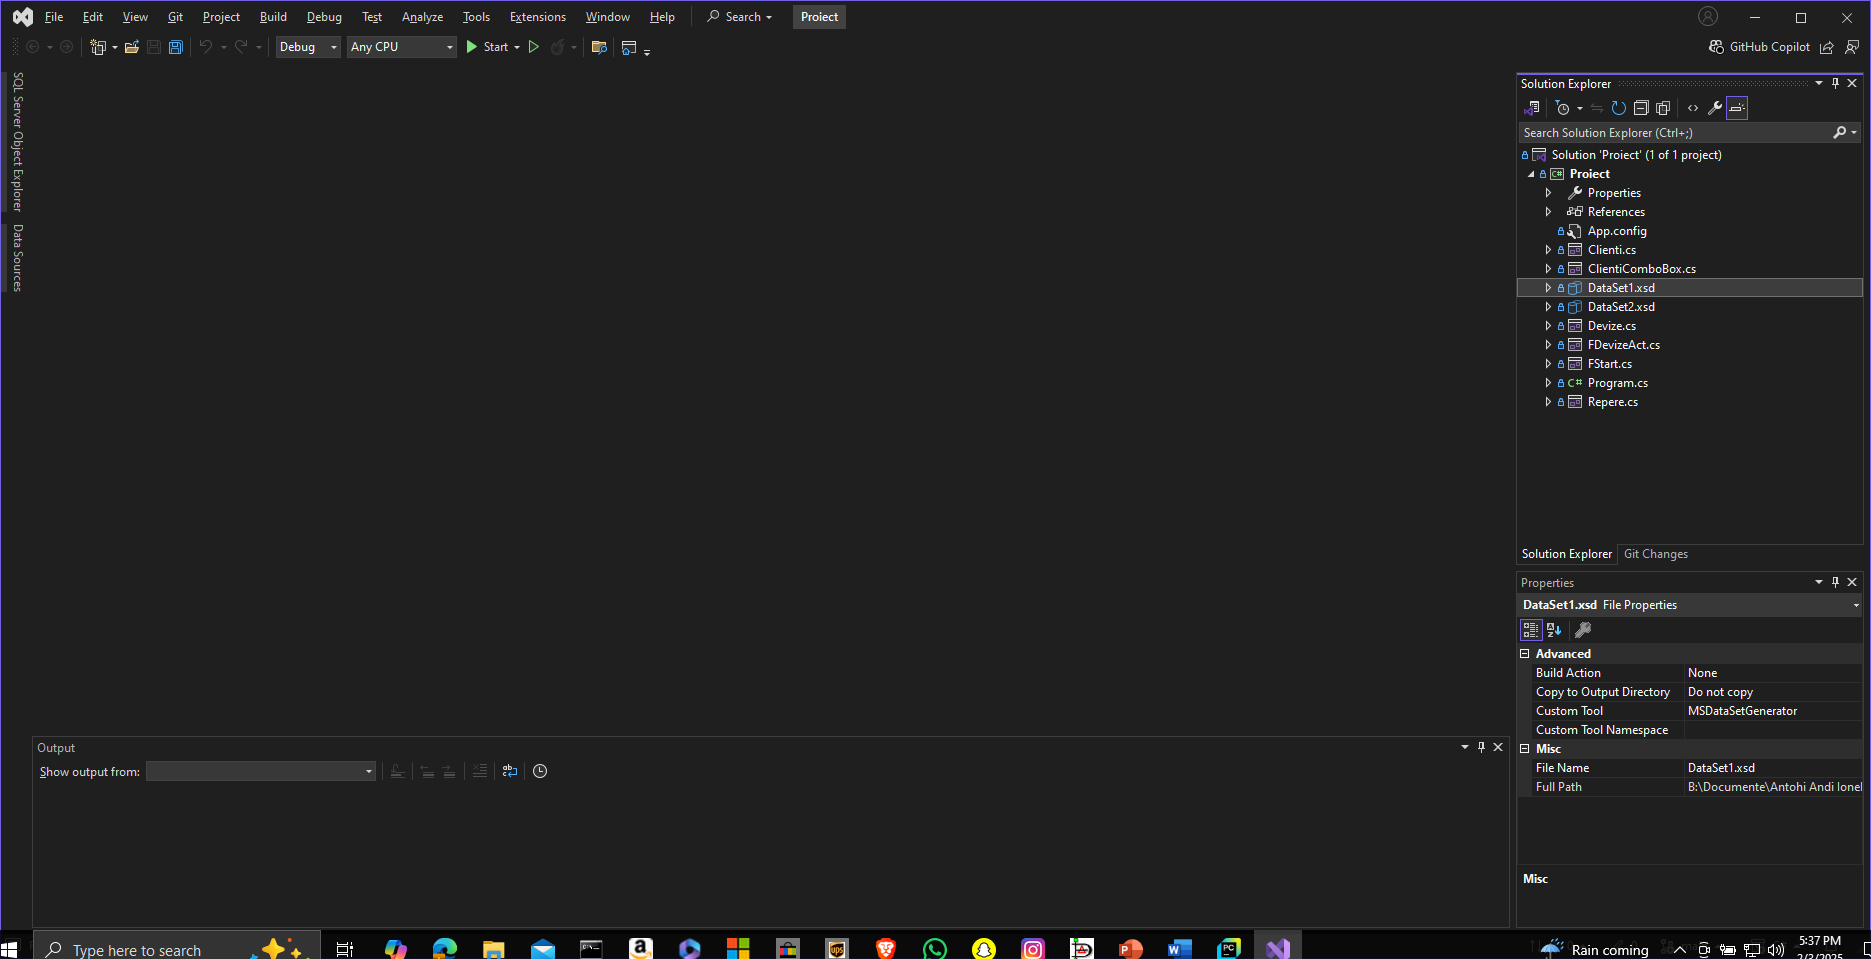 File Edit View Git Project Build Debug Test Analyze Tools Extensions Window Help Search Proiect
Debug Any CPU Start GitHub Copilot
SQL Server Object Explorer
Data Sources
Solution Explorer
Search Solution Explorer (Ctrl+;)
Solution 'Proiect' (1 of 1 project)
C# Proiect
Properties
References
App.config
Clienti.cs
ClientiComboBox.cs
DataSet1.xsd
DataSet2.xsd
Devize.cs
FDevizeAct.cs
FStart.cs
C# Program.cs
Repere.cs
Solution Explorer Git Changes
Properties
DataSet1.xsd File Properties
Advanced
Build Action None
Copy to Output Directory Do not copy
Custom Tool MSDataSetGenerator
Custom Tool Namespace
Misc
File Name DataSet1.xsd
Full Path B:\Documente\Antohi Andi Ionel
Misc
Output
Show output from:
Type here to search
Rain coming
5:37 PM
2/3/2025